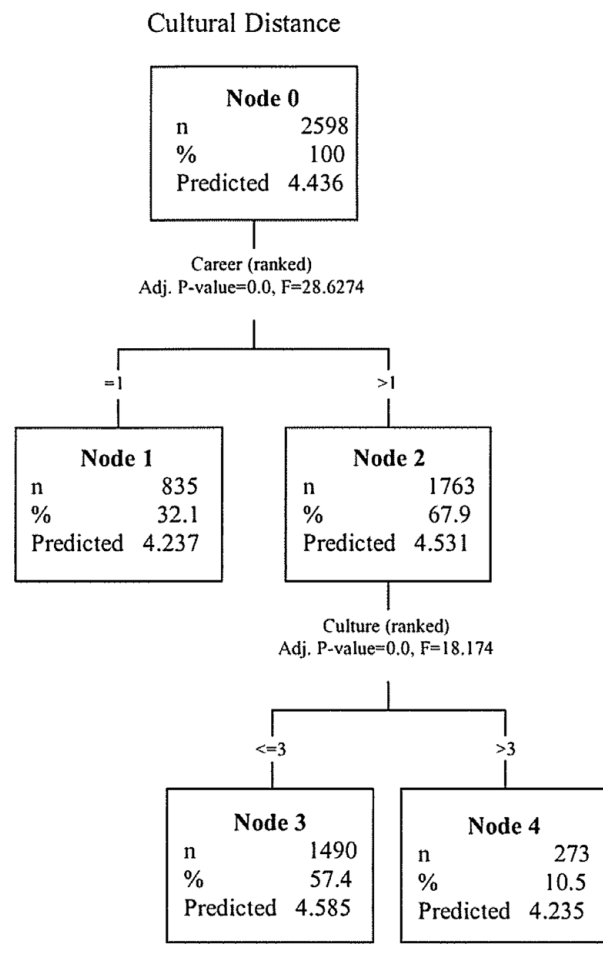 Cultural Distance
Node 0
n 2598
% 100
Predicted 4.436
Career (ranked)
Adj. P-value=0.0, F=28.6274
=1
>1
Node 1
n 835
% 32.1
Predicted 4.237
Node 2
n 1763
% 67.9
Predicted 4.531
Culture (ranked)
Adj. P-value=0.0, F=18.174
<=3
>3
Node 3
n 1490
% 57.4
Predicted 4.585
Node 4
n 273
% 10.5
Predicted 4.235